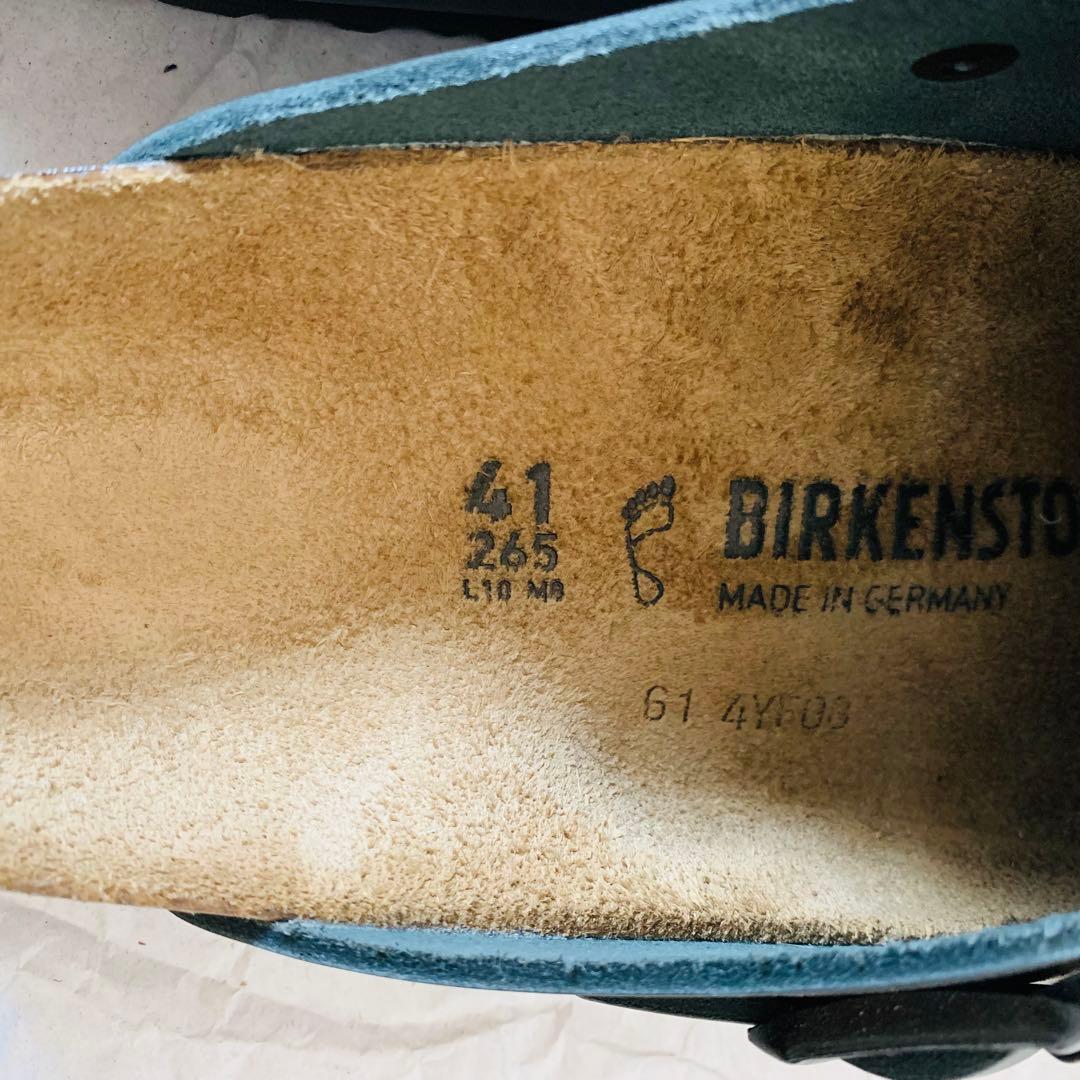 41
265
L10 M8
BIRKENSTO
MADE IN GERMANY
61 4YF03